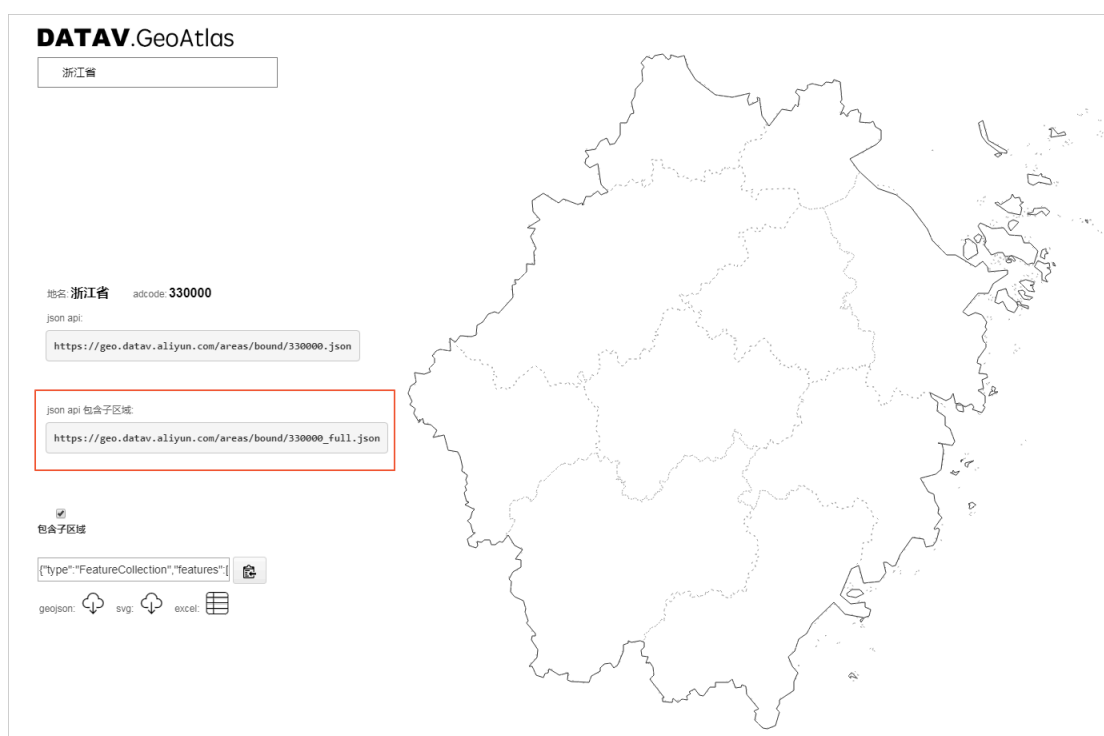 DATAV.GeoAtlas
浙江省
地名: 浙江省 adcode: 330000
json api:
https://geo.datav.aliyun.com/areas/bound/330000.json
json api 包含子区域:
https://geo.datav.aliyun.com/areas/bound/330000_full.json
包含子区域
{"type":"FeatureCollection","features":[
geojson: svg: excel: